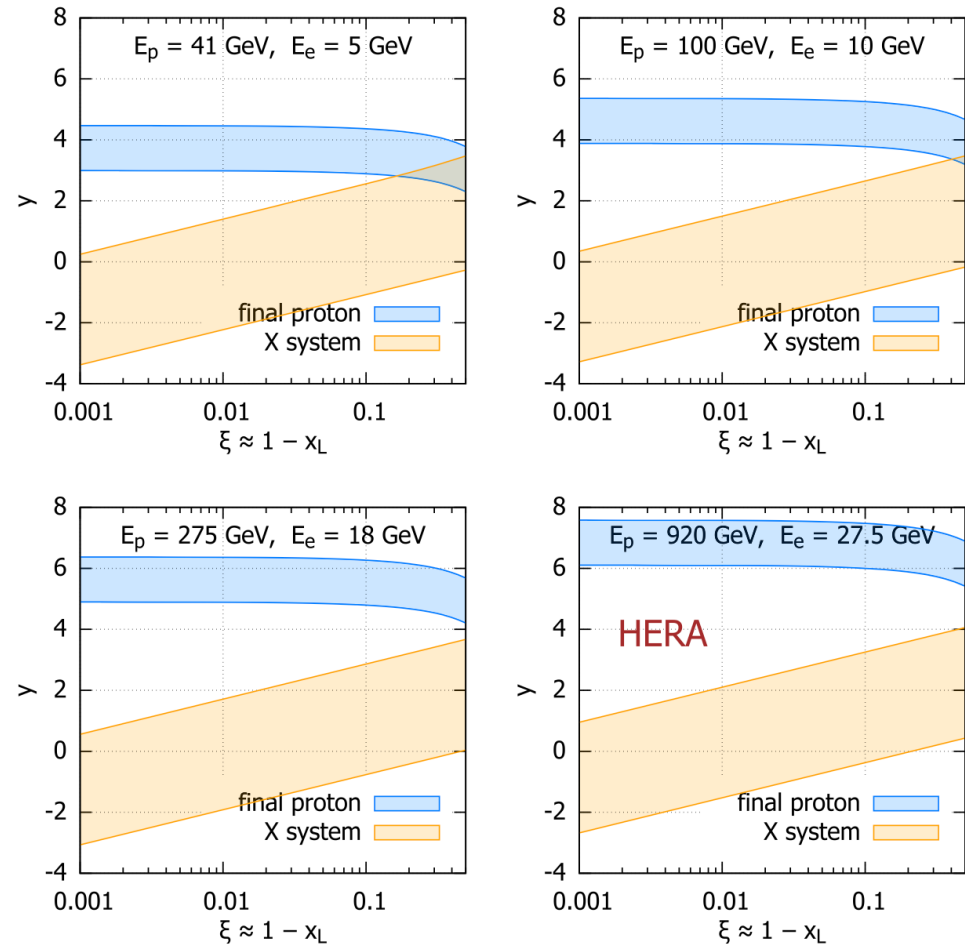 E_p = 41 GeV, E_e = 5 GeV
8
6
4
2
0
-2
-4
y
final proton
X system
0.001
0.01
0.1
ξ ≈ 1 − x_L
E_p = 100 GeV, E_e = 10 GeV
8
6
4
2
0
-2
-4
y
final proton
X system
0.001
0.01
0.1
ξ ≈ 1 − x_L
E_p = 275 GeV, E_e = 18 GeV
8
6
4
2
0
-2
-4
y
final proton
X system
0.001
0.01
0.1
ξ ≈ 1 − x_L
E_p = 920 GeV, E_e = 27.5 GeV
HERA
8
6
4
2
0
-2
-4
y
final proton
X system
0.001
0.01
0.1
ξ ≈ 1 − x_L